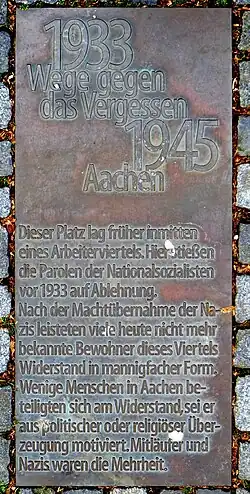 1933
Wege gegen
das Vergessen
1945
Aachen
Dieser Platz lag früher inmitten
eines Arbeiterviertels. Hier stießen
die Parolen der Nationalsozialisten
vor 1933 auf Ablehnung.
Nach der Machtübernahme der Na-
zis leisteten viele heute nicht mehr
bekannte Bewohner dieses Viertels
Widerstand in mannigfacher Form.
Wenige Menschen in Aachen be-
teiligten sich am Widerstand, sei er
aus politischer oder religiöser Über-
zeugung motiviert. Mitläufer und
Nazis waren die Mehrheit.